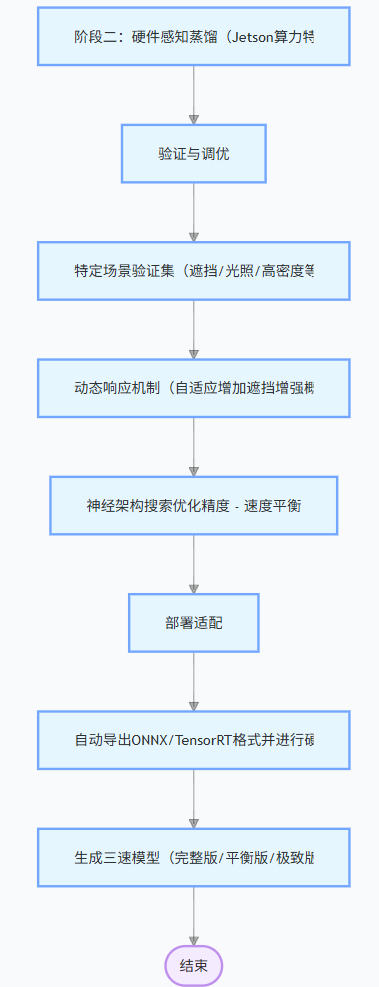 阶段二：硬件感知蒸馏（Jetson算力特
验证与调优
特定场景验证集（遮挡/光照/高密度等
动态响应机制（自适应增加遮挡增强概
神经架构搜索优化精度 - 速度平衡
部署适配
自动导出ONNX/TensorRT格式并进行硬
生成三速模型（完整版/平衡版/极致版
结束